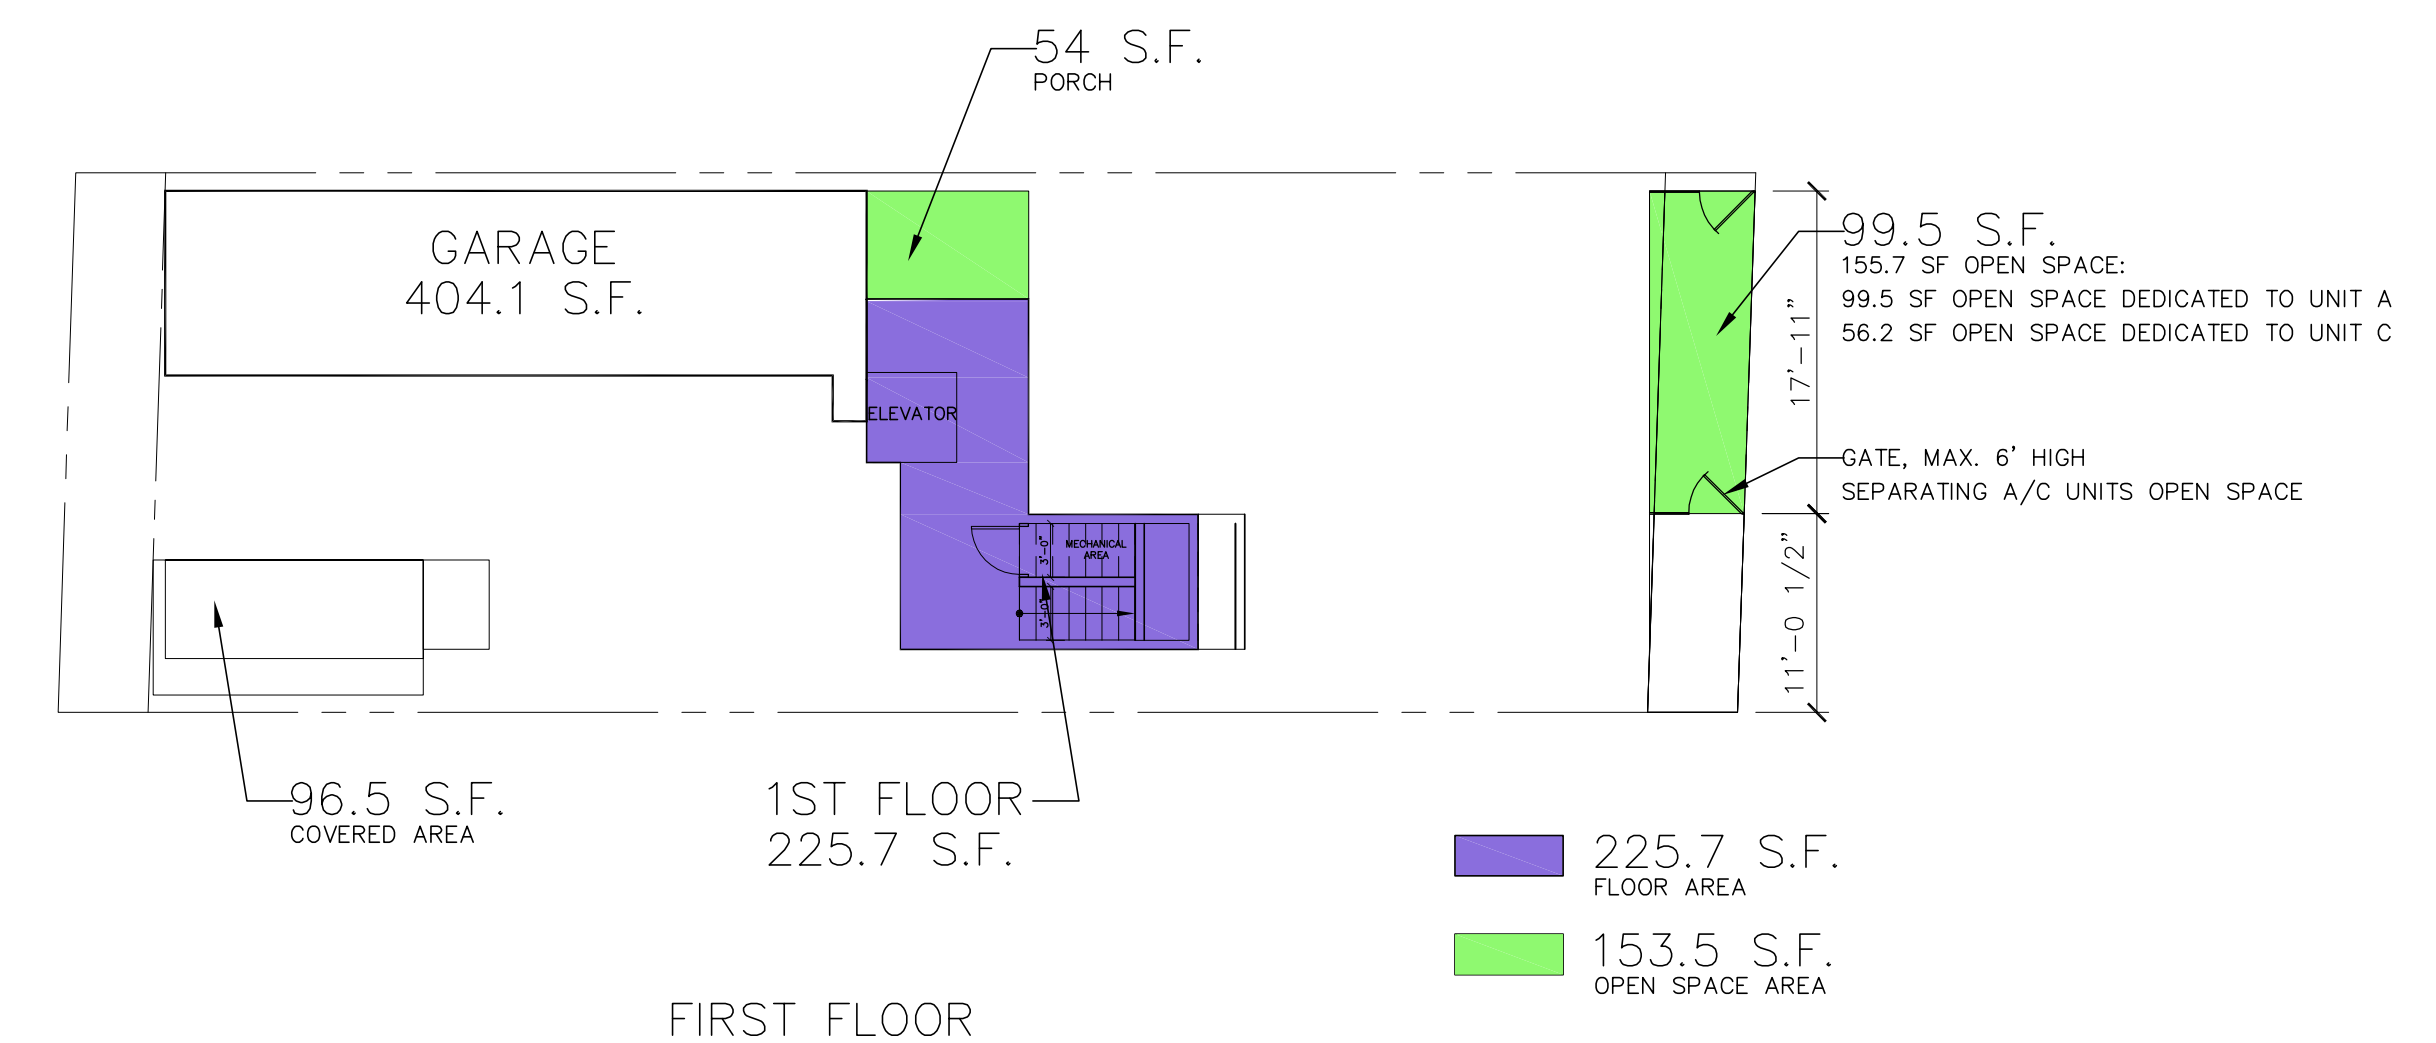 54 S.F.
PORCH
GARAGE
404.1 S.F.
99.5 S.F.
155.7 SF OPEN SPACE:
99.5 SF OPEN SPACE DEDICATED TO UNIT A
56.2 SF OPEN SPACE DEDICATED TO UNIT C
17'-11"
ELEVATOR
GATE, MAX. 6' HIGH
SEPARATING A/C UNITS OPEN SPACE
MECHANICAL
AREA
3'-0"
3'-0"
11'-0 1/2"
96.5 S.F.
COVERED AREA
1ST FLOOR
225.7 S.F.
225.7 S.F.
FLOOR AREA
153.5 S.F.
OPEN SPACE AREA
FIRST FLOOR